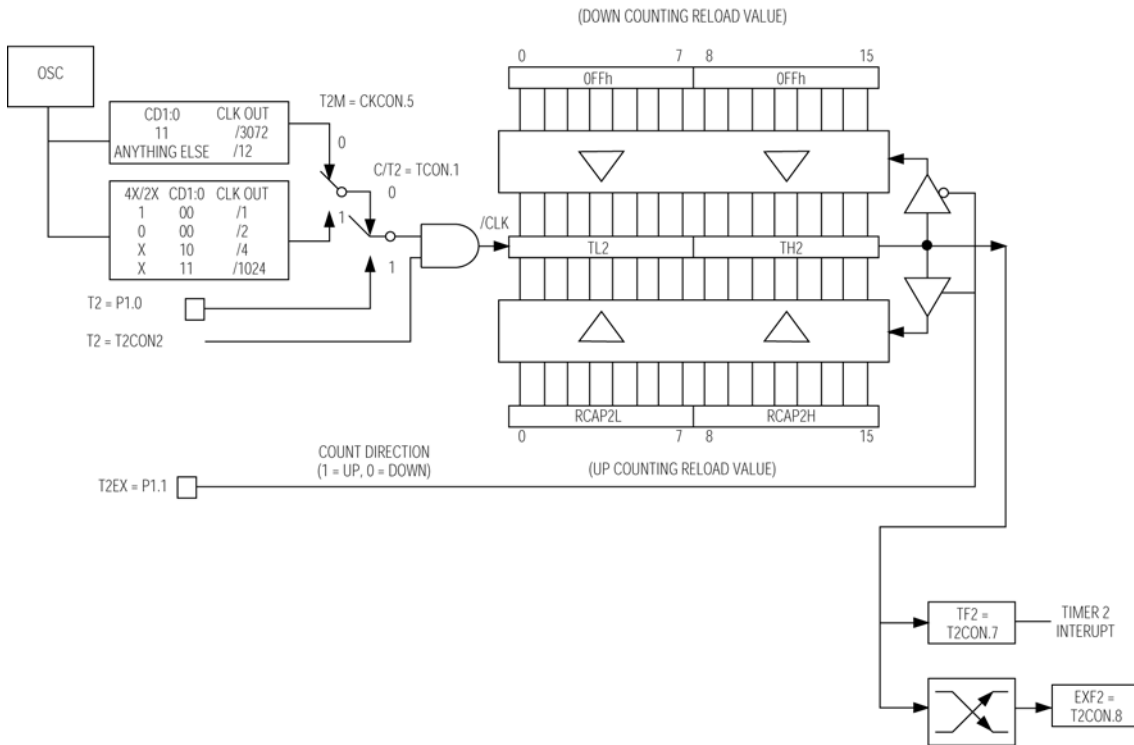 (DOWN COUNTING RELOAD VALUE)
0 7 8 15
0FFh 0FFh
OSC
T2M = CKCON.5
CD1:0 CLK OUT
11 /3072
ANYTHING ELSE /12
0
C/T2 = TCON.1
0
4X/2X CD1:0 CLK OUT
1 00 /1
0 00 /2
X 10 /4
X 11 /1024
1
1
/CLK
TL2 TH2
T2 = P1.0
T2 = T2CON2
RCAP2L RCAP2H
0 7 8 15
COUNT DIRECTION
(1 = UP, 0 = DOWN)
(UP COUNTING RELOAD VALUE)
T2EX = P1.1
TF2 =
T2CON.7
TIMER 2
INTERUPT
EXF2 =
T2CON.8